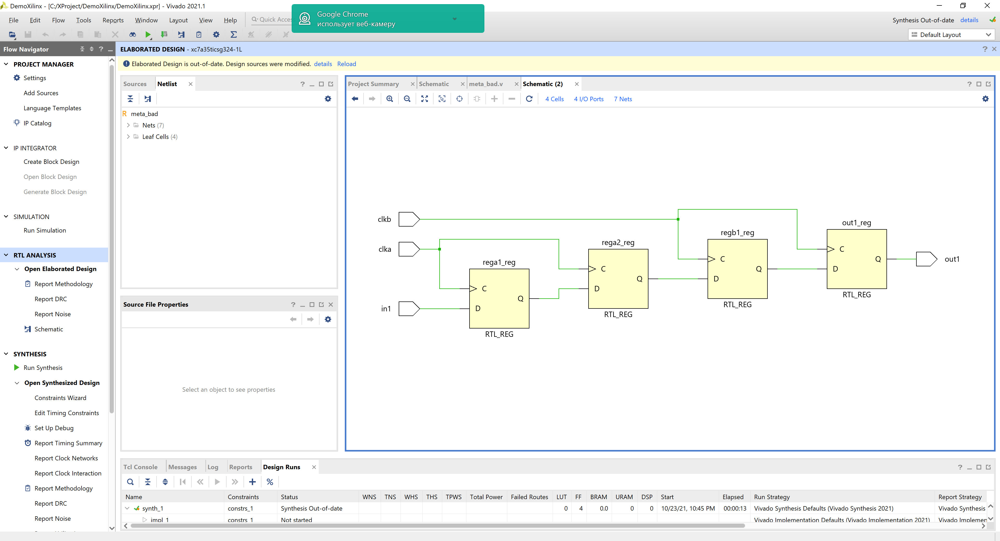 DemoXilinx - [C:/XProject/DemoXilinx/DemoXilinx.xpr] - Vivado 2021.1
File Edit Flow Tools Reports Window Layout View Help
Quick Acces
Google Chrome
использует веб-камеру
Synthesis Out-of-date details
Default Layout
Flow Navigator
PROJECT MANAGER
Settings
Add Sources
Language Templates
IP Catalog
IP INTEGRATOR
Create Block Design
Open Block Design
Generate Block Design
SIMULATION
Run Simulation
RTL ANALYSIS
Open Elaborated Design
Report Methodology
Report DRC
Report Noise
Schematic
SYNTHESIS
Run Synthesis
Open Synthesized Design
Constraints Wizard
Edit Timing Constraints
Set Up Debug
Report Timing Summary
Report Clock Networks
Report Clock Interaction
Report Methodology
Report DRC
Report Noise
ELABORATED DESIGN - xc7a35ticsg324-1L
Elaborated Design is out-of-date. Design sources were modified. details Reload
Sources Netlist
R meta_bad
Nets (7)
Leaf Cells (4)
Source File Properties
Select an object to see properties
Project Summary Schematic meta_bad.v Schematic (2)
4 Cells 4 I/O Ports 7 Nets
clkb
clka
in1
rega1_reg
C
D
Q
RTL_REG
rega2_reg
C
D
Q
RTL_REG
regb1_reg
C
D
Q
RTL_REG
out1_reg
C
D
Q
RTL_REG
out1
Tcl Console Messages Log Reports Design Runs
Name Constraints Status WNS TNS WHS THS TPWS Total Power Failed Routes LUT FF BRAM URAM DSP Start Elapsed Run Strategy Report Strategy
synth_1 constrs_1 Synthesis Out-of-date 0 4 0.0 0 0 10/23/21, 10:45 PM 00:00:13 Vivado Synthesis Defaults (Vivado Synthesis 2021) Vivado Synthesis
impl_1 constrs_1 Not started Vivado Implementation Defaults (Vivado Implementation 2021) Vivado Implemen